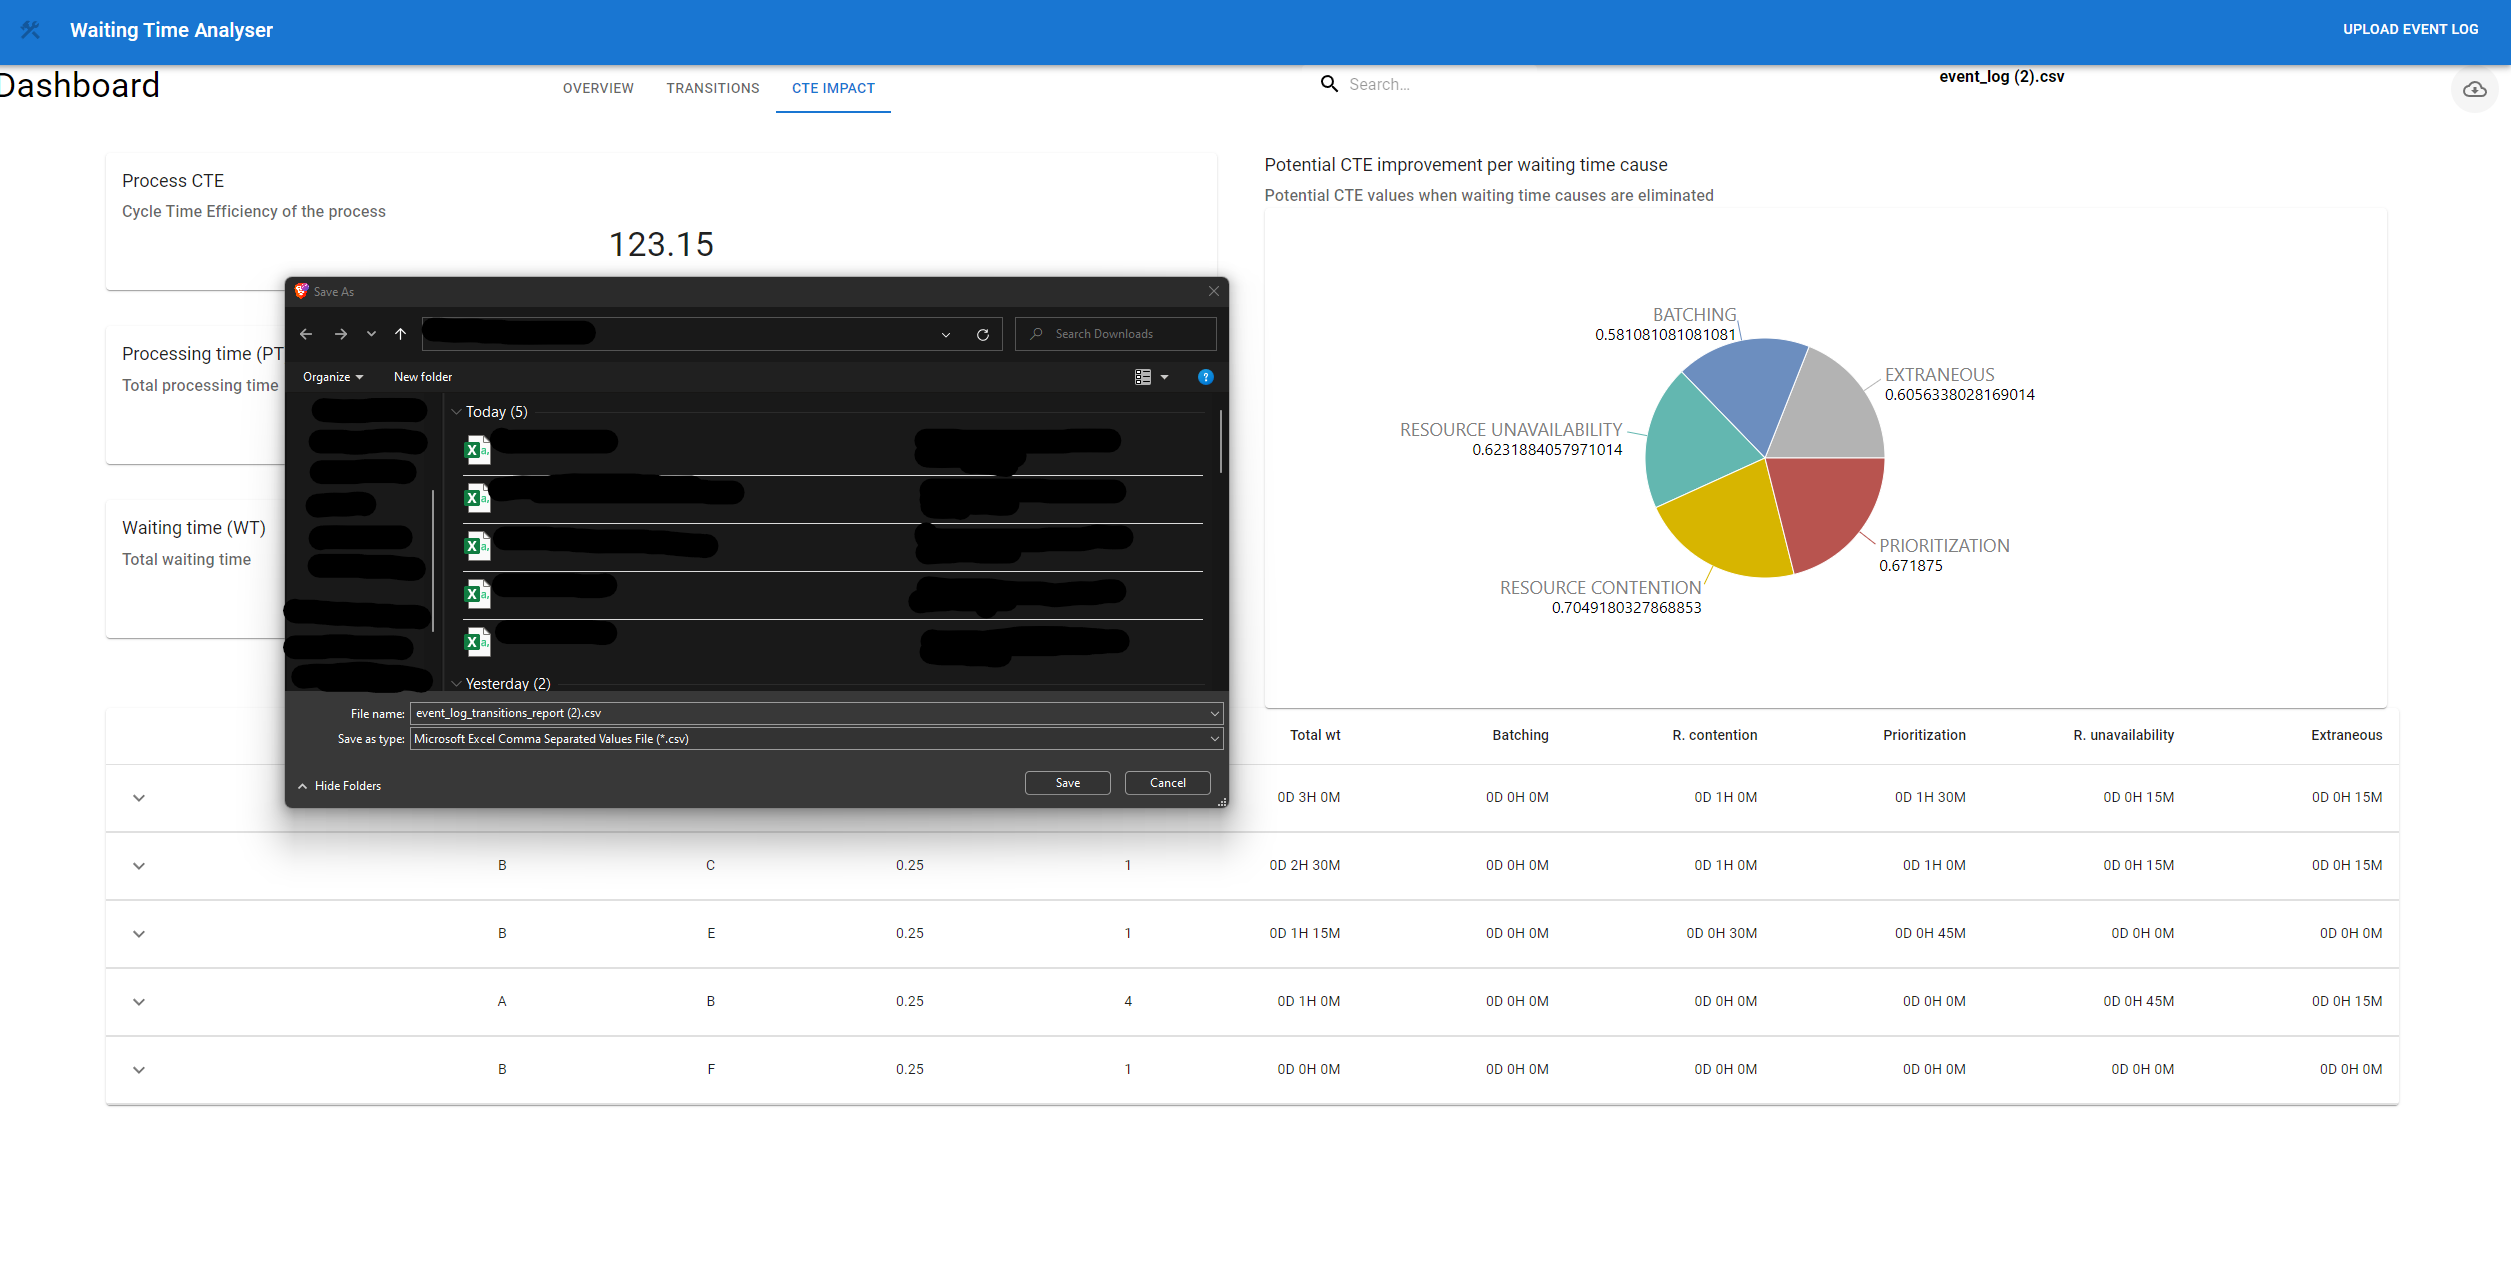 Waiting Time Analyser
UPLOAD EVENT LOG
Dashboard
OVERVIEW
TRANSITIONS
CTE IMPACT
Search...
event_log (2).csv
Process CTE
Cycle Time Efficiency of the process
123.15
Processing time (PT
Total processing time
Waiting time (WT)
Total waiting time
Potential CTE improvement per waiting time cause
Potential CTE values when waiting time causes are eliminated
BATCHING
0.581081081081081
EXTRANEOUS
0.6056338028169014
RESOURCE UNAVAILABILITY
0.6231884057971014
PRIORITIZATION
0.671875
RESOURCE CONTENTION
0.7049180327868853
Save As
Search Downloads
Organize
New folder
Today (5)
Yesterday (2)
File name: event_log_transitions_report (2).csv
Save as type: Microsoft Excel Comma Separated Values File (*.csv)
Hide Folders
Save
Cancel
Total wt Batching R. contention Prioritization R. unavailability Extraneous
0D 3H 0M 0D 0H 0M 0D 1H 0M 0D 1H 30M 0D 0H 15M 0D 0H 15M
B C 0.25 1 0D 2H 30M 0D 0H 0M 0D 1H 0M 0D 1H 0M 0D 0H 15M 0D 0H 15M
B E 0.25 1 0D 1H 15M 0D 0H 0M 0D 0H 30M 0D 0H 45M 0D 0H 0M 0D 0H 0M
A B 0.25 4 0D 1H 0M 0D 0H 0M 0D 0H 0M 0D 0H 0M 0D 0H 45M 0D 0H 15M
B F 0.25 1 0D 0H 0M 0D 0H 0M 0D 0H 0M 0D 0H 0M 0D 0H 0M 0D 0H 0M